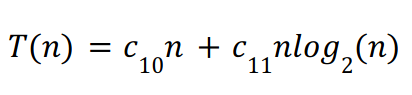 T(n) = c₁₀n + c₁₁nlog₂(n)